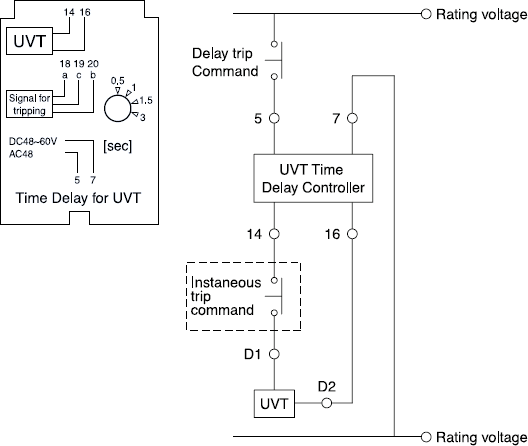 14 16
UVT
18 19 20
a c b
Signal for
tripping
0.5
1
1.5
3
DC48~60V
AC48
[sec]
5 7
Time Delay for UVT
Rating voltage
Delay trip
Command
5
7
UVT Time
Delay Controller
14
16
Instaneous
trip
command
D1
D2
UVT
Rating voltage